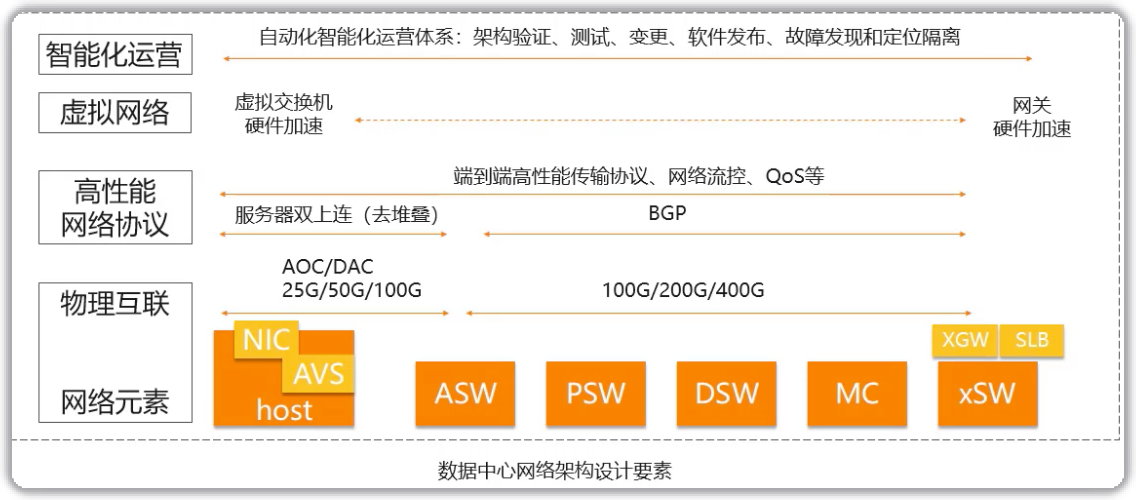 自动化智能化运营体系：架构验证、测试、变更、软件发布、故障发现和定位隔离
智能化运营
虚拟网络
虚拟交换机
硬件加速
网关
硬件加速
高性能
网络协议
端到端高性能传输协议、网络流控、QoS等
服务器双上连（去堆叠）
BGP
物理互联
AOC/DAC
25G/50G/100G
100G/200G/400G
网络元素
NIC
AVS
host
ASW
PSW
DSW
MC
XGW
SLB
xSW
数据中心网络架构设计要素